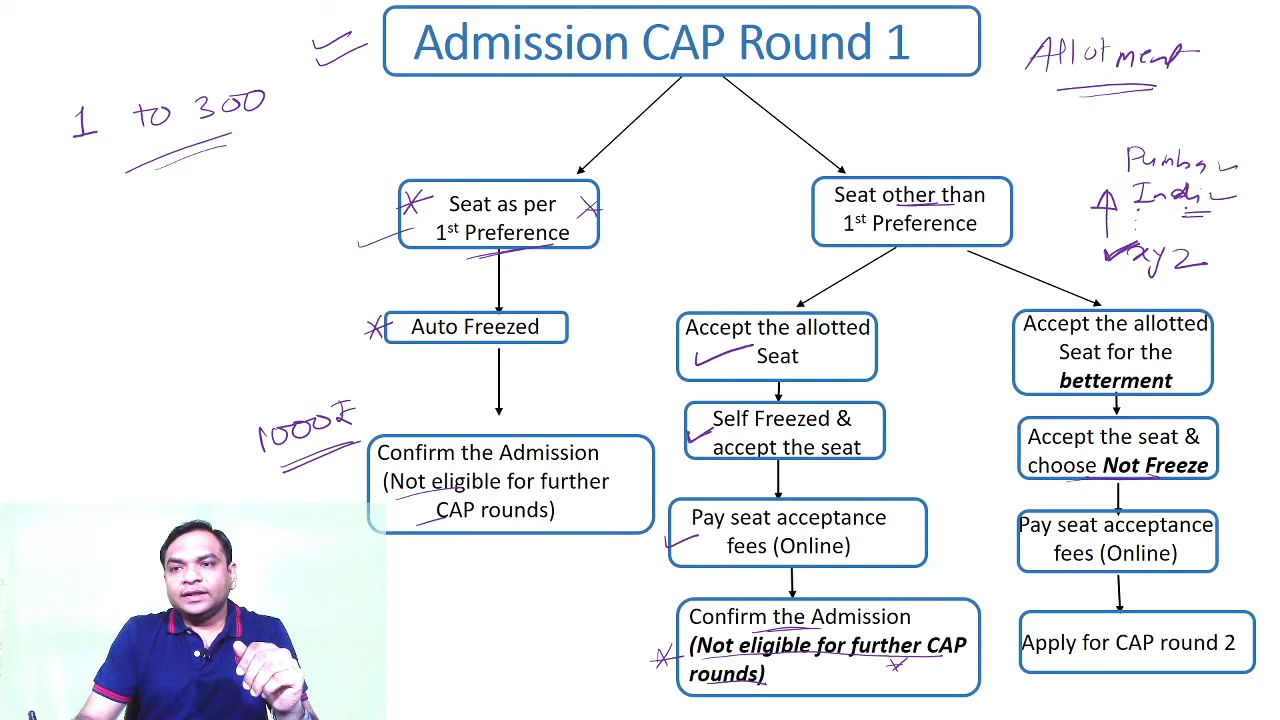 Admission CAP Round 1
Allotment
1 to 300
Seat as per
1st Preference
Auto Freezed
1000₹
Confirm the Admission
(Not eligible for further
CAP rounds)
Seat other than
1st Preference
Indi
xyz
Accept the allotted
Seat
Self Freezed &
accept the seat
Pay seat acceptance
fees (Online)
Confirm the Admission
(Not eligible for further CAP
rounds)
Accept the allotted
Seat for the
betterment
Accept the seat &
choose Not Freeze
Pay seat acceptance
fees (Online)
Apply for CAP round 2